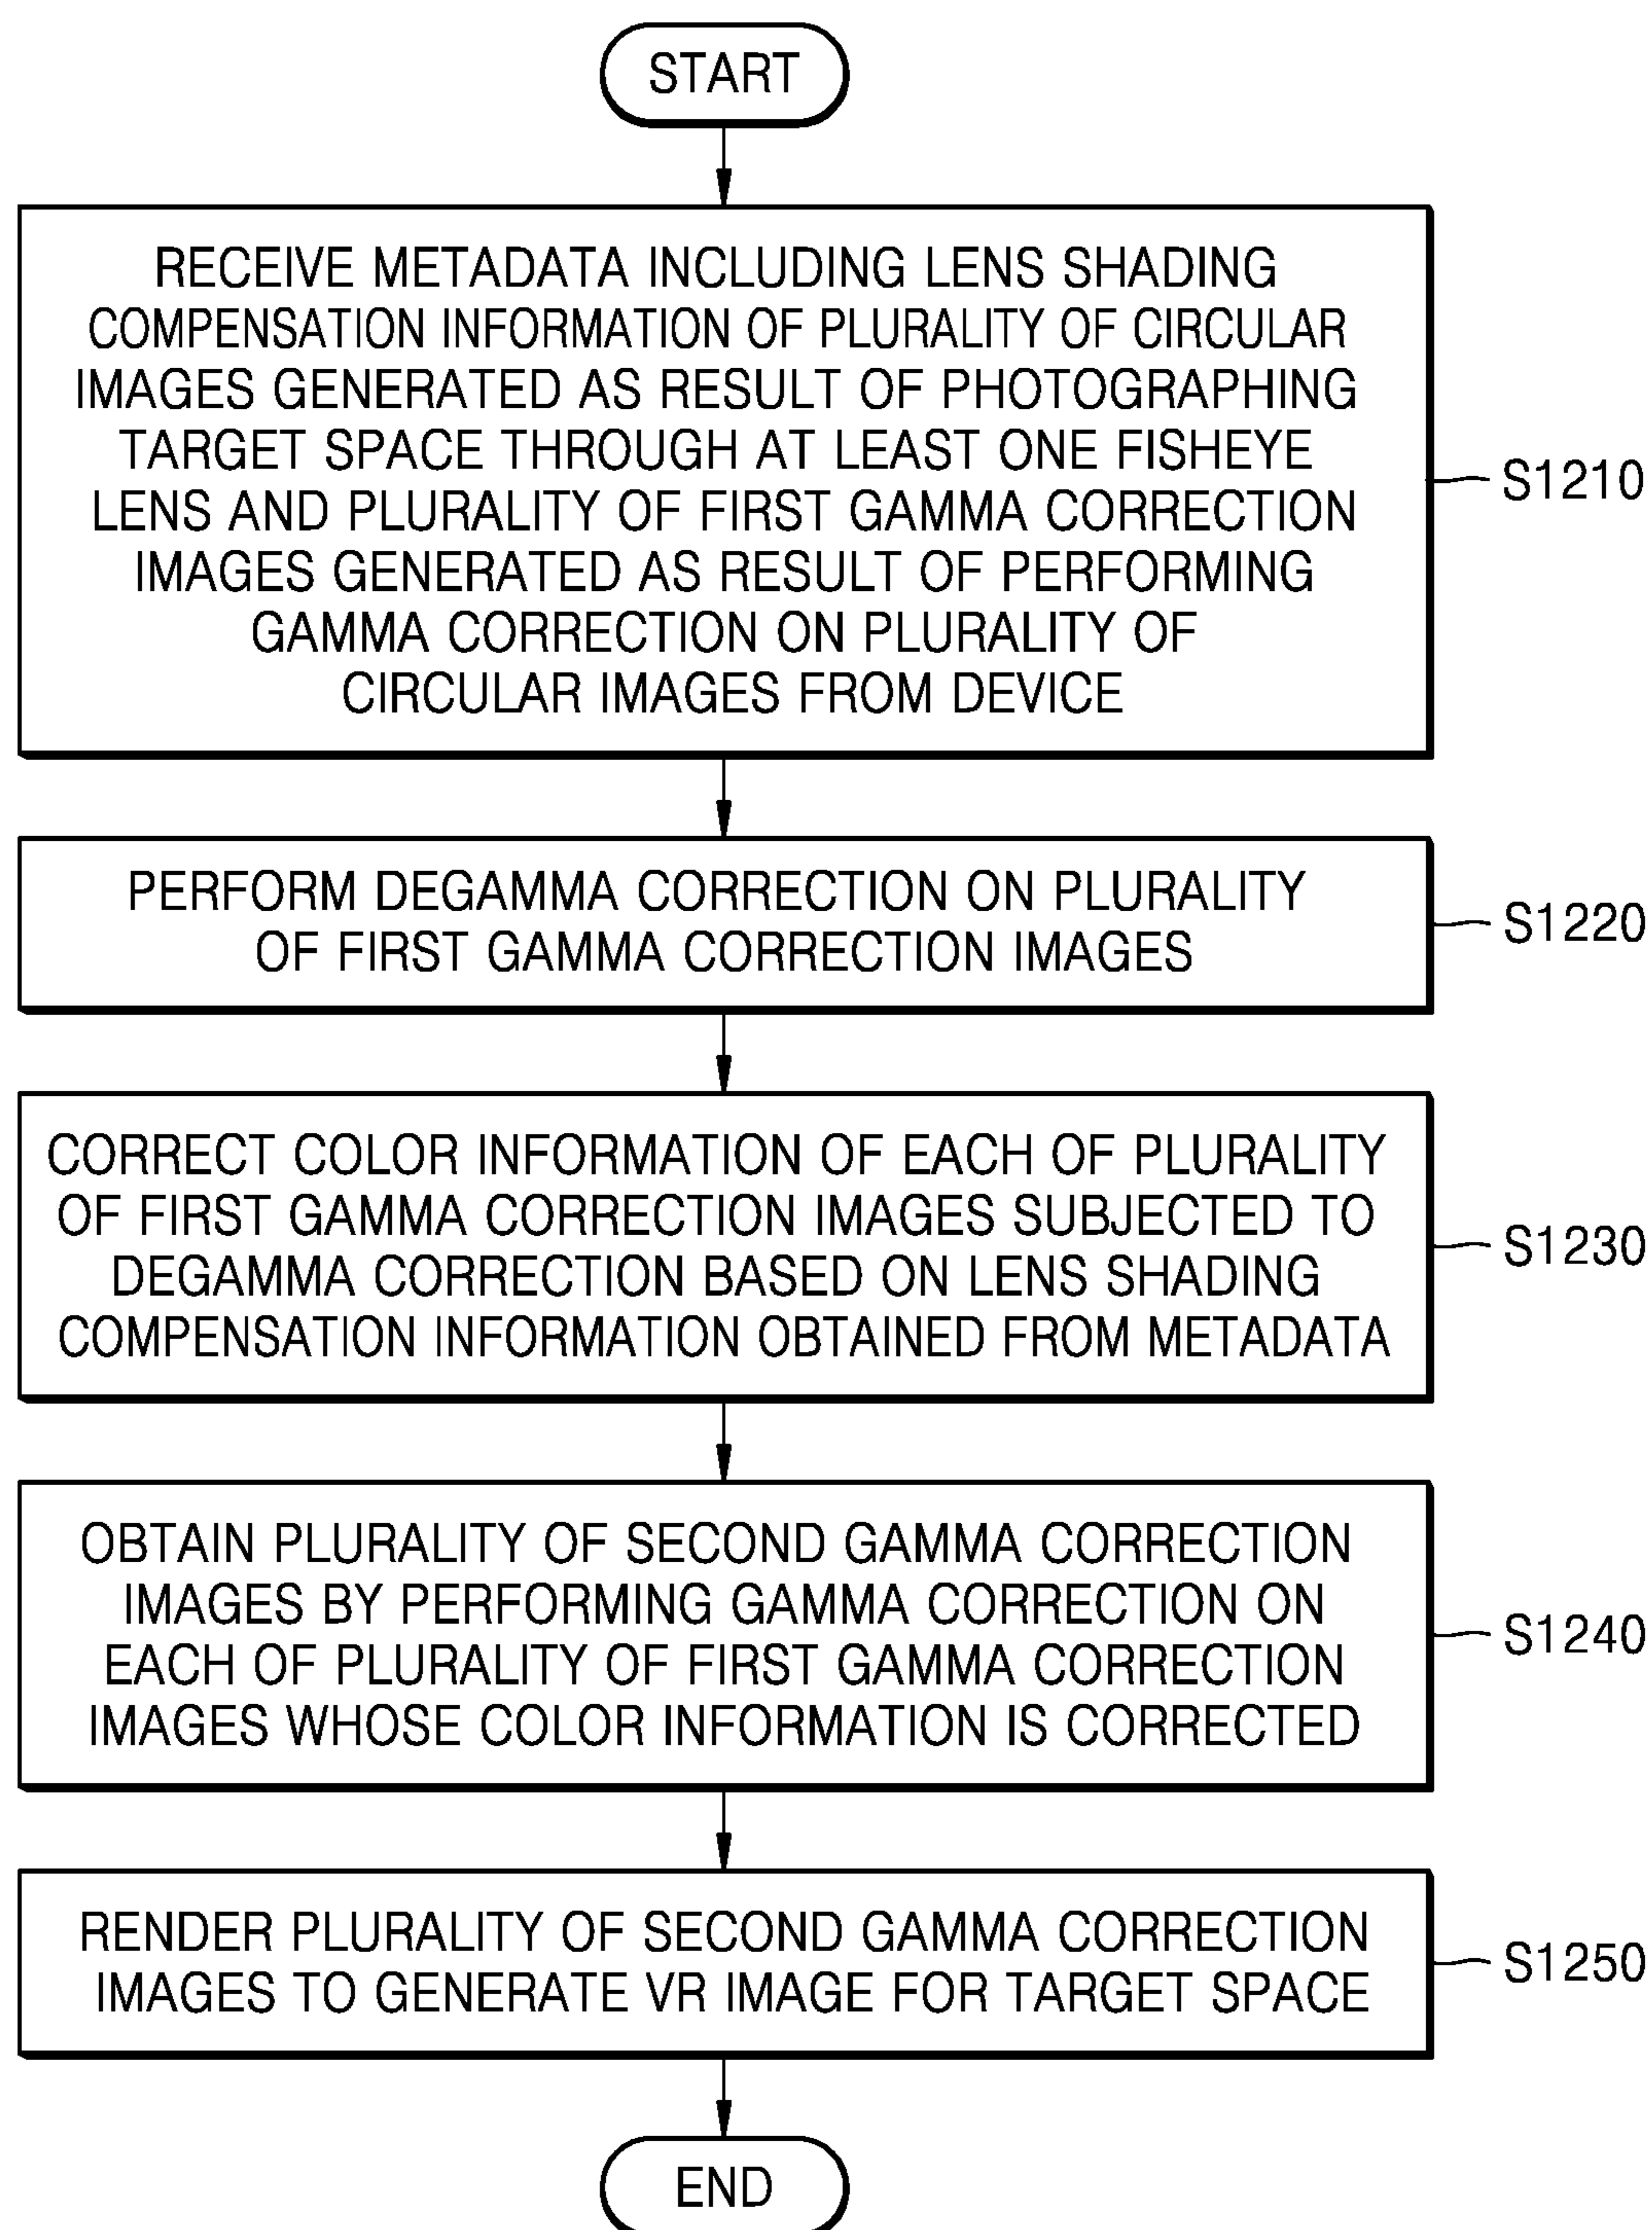 START
RECEIVE METADATA INCLUDING LENS SHADING
COMPENSATION INFORMATION OF PLURALITY OF CIRCULAR
IMAGES GENERATED AS RESULT OF PHOTOGRAPHING
TARGET SPACE THROUGH AT LEAST ONE FISHEYE
LENS AND PLURALITY OF FIRST GAMMA CORRECTION
IMAGES GENERATED AS RESULT OF PERFORMING
GAMMA CORRECTION ON PLURALITY OF
CIRCULAR IMAGES FROM DEVICE
S1210
PERFORM DEGAMMA CORRECTION ON PLURALITY
OF FIRST GAMMA CORRECTION IMAGES
S1220
CORRECT COLOR INFORMATION OF EACH OF PLURALITY
OF FIRST GAMMA CORRECTION IMAGES SUBJECTED TO
DEGAMMA CORRECTION BASED ON LENS SHADING
COMPENSATION INFORMATION OBTAINED FROM METADATA
S1230
OBTAIN PLURALITY OF SECOND GAMMA CORRECTION
IMAGES BY PERFORMING GAMMA CORRECTION ON
EACH OF PLURALITY OF FIRST GAMMA CORRECTION
IMAGES WHOSE COLOR INFORMATION IS CORRECTED
S1240
RENDER PLURALITY OF SECOND GAMMA CORRECTION
IMAGES TO GENERATE VR IMAGE FOR TARGET SPACE
S1250
END